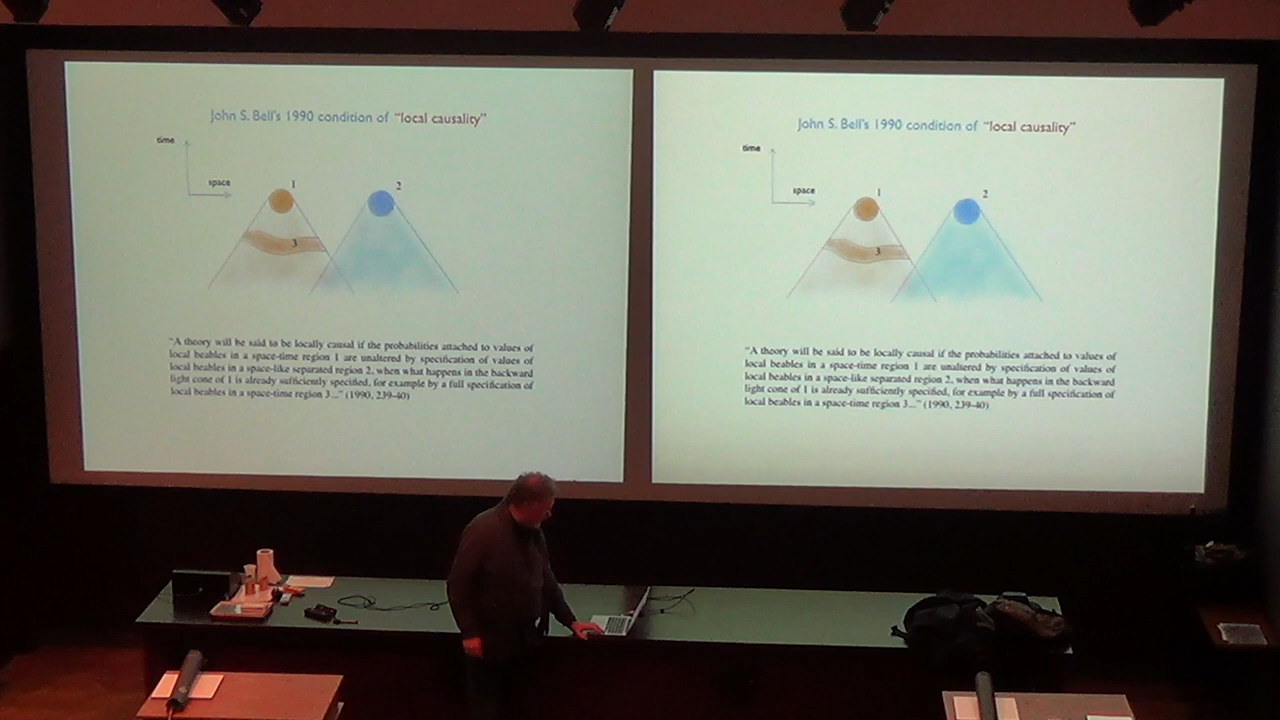 John S. Bell's 1990 condition of "local causality"
time
space
1
2
3
"A theory will be said to be locally causal if the probabilities attached to values of
local beables in a space-time region 1 are unaltered by specification of values of
local beables in a space-like separated region 2, when what happens in the backward
light cone of 1 is already sufficiently specified, for example by a full specification of
local beables in a space-time region 3..." (1990, 239-40)
John S. Bell's 1990 condition of "local causality"
time
space
1
2
3
"A theory will be said to be locally causal if the probabilities attached to values of
local beables in a space-time region 1 are unaltered by specification of values of
local beables in a space-like separated region 2, when what happens in the backward
light cone of 1 is already sufficiently specified, for example by a full specification of
local beables in a space-time region 3..." (1990, 239-40)